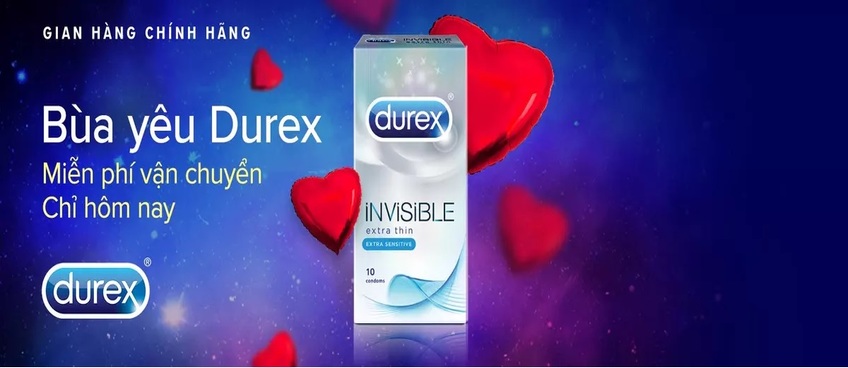 GIAN HÀNG CHÍNH HÃNG
Bùa yêu Durex
Miễn phí vận chuyển
Chỉ hôm nay
durex®
durex®
INVISIBLE
extra thin
EXTRA SENSITIVE
10
condoms